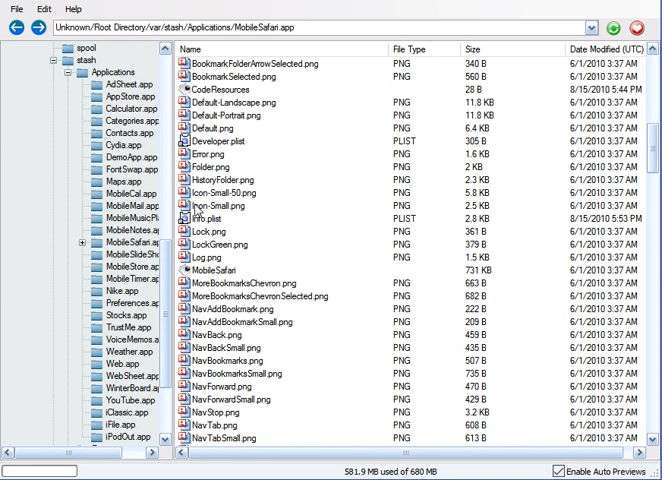 File Edit Help
Unknown/Root Directory/var/stash/Applications/MobileSafari.app
spool
stash
Applications
AdSheet.app
AppStore.app
Calculator.app
Categories.app
Contacts.app
Cydia.app
DemoApp.app
FontSwap.app
Maps.app
MobileCal.app
MobileMail.app
MobileMusicPl
MobileNotes.a
MobileSafari.a
MobileSlideSho
MobileStore.a
MobileTimer.a
Nike.app
Preferences.a
Stocks.app
TrustMe.app
VoiceMemos.a
Weather.app
Web.app
WebSheet.app
WinterBoard.a
YouTube.app
iClassic.app
iFile.app
iPodOut.app
Name File Type Size Date Modified (UTC)
BookmarkFolderArrowSelected.png PNG 340 B 6/1/2010 3:37 AM
BookmarkSelected.png PNG 560 B 6/1/2010 3:37 AM
CodeResources 28 B 8/15/2010 5:44 PM
Default-Landscape.png PNG 11.8 KB 6/1/2010 3:37 AM
Default-Portrait.png PNG 11.8 KB 6/1/2010 3:37 AM
Default.png PNG 6.4 KB 6/1/2010 3:37 AM
Developer.plist PLIST 305 B 6/1/2010 3:37 AM
Error.png PNG 1.6 KB 6/1/2010 3:37 AM
Folder.png PNG 2 KB 6/1/2010 3:37 AM
HistoryFolder.png PNG 2.3 KB 6/1/2010 3:37 AM
Icon-Small-50.png PNG 5.8 KB 6/1/2010 3:37 AM
Icon-Small.png PNG 2.5 KB 6/1/2010 3:37 AM
Info.plist PLIST 2.8 KB 8/15/2010 5:53 PM
Lock.png PNG 361 B 6/1/2010 3:37 AM
LockGreen.png PNG 379 B 6/1/2010 3:37 AM
Log.png PNG 1.5 KB 6/1/2010 3:37 AM
MobileSafari 731 KB 6/1/2010 3:37 AM
MoreBookmarksChevron.png PNG 663 B 6/1/2010 3:37 AM
MoreBookmarksChevronSelected.png PNG 682 B 6/1/2010 3:37 AM
NavAddBookmark.png PNG 222 B 6/1/2010 3:37 AM
NavAddBookmarkSmall.png PNG 209 B 6/1/2010 3:37 AM
NavBack.png PNG 459 B 6/1/2010 3:37 AM
NavBackSmall.png PNG 435 B 6/1/2010 3:37 AM
NavBookmarks.png PNG 507 B 6/1/2010 3:37 AM
NavBookmarksSmall.png PNG 735 B 6/1/2010 3:37 AM
NavForward.png PNG 470 B 6/1/2010 3:37 AM
NavForwardSmall.png PNG 429 B 6/1/2010 3:37 AM
NavStop.png PNG 3.2 KB 6/1/2010 3:37 AM
NavTab.png PNG 608 B 6/1/2010 3:37 AM
NavTabSmall.png PNG 613 B 6/1/2010 3:37 AM
581.9 MB used of 680 MB Enable Auto Previews